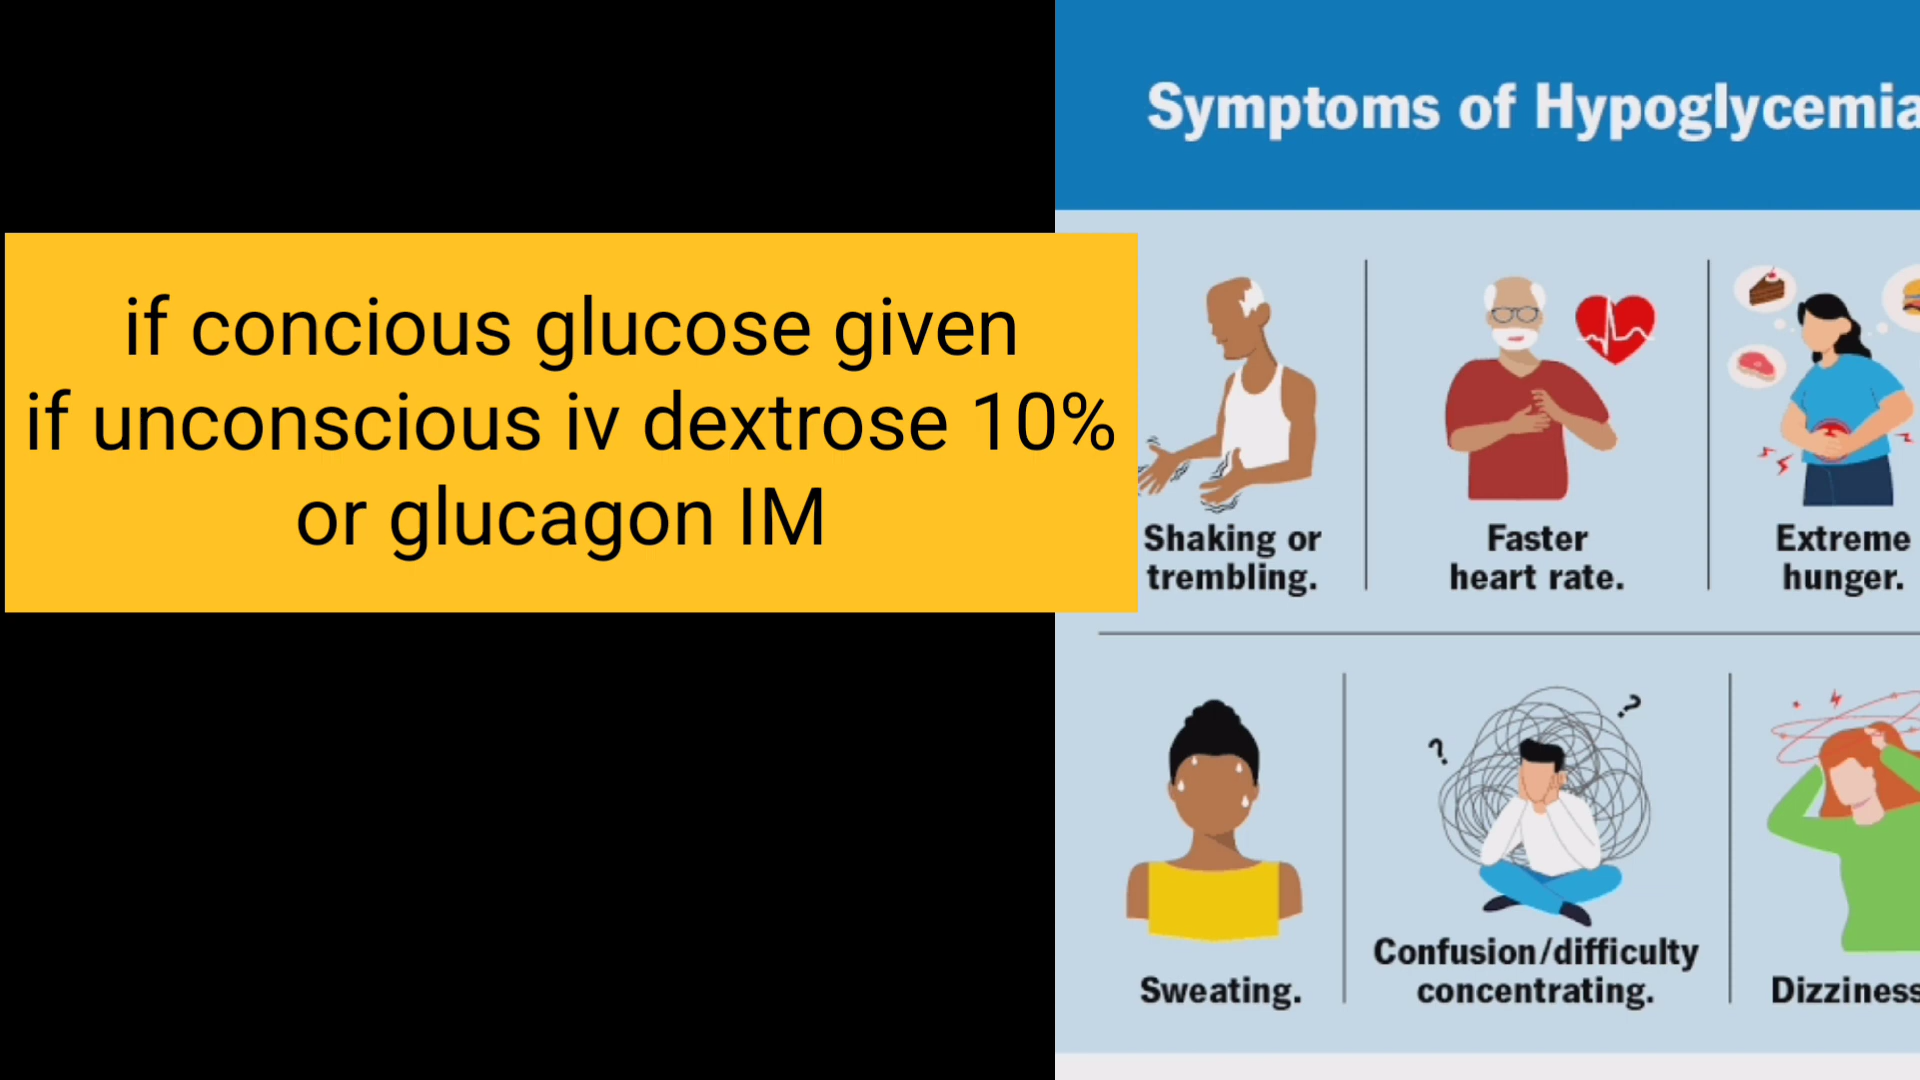 Symptoms of Hypoglycemia
if concious glucose given
if unconscious iv dextrose 10%
or glucagon IM
Shaking or
trembling.
Faster
heart rate.
Extreme
hunger.
? ?
Sweating.
Confusion/difficulty
concentrating.
Dizziness